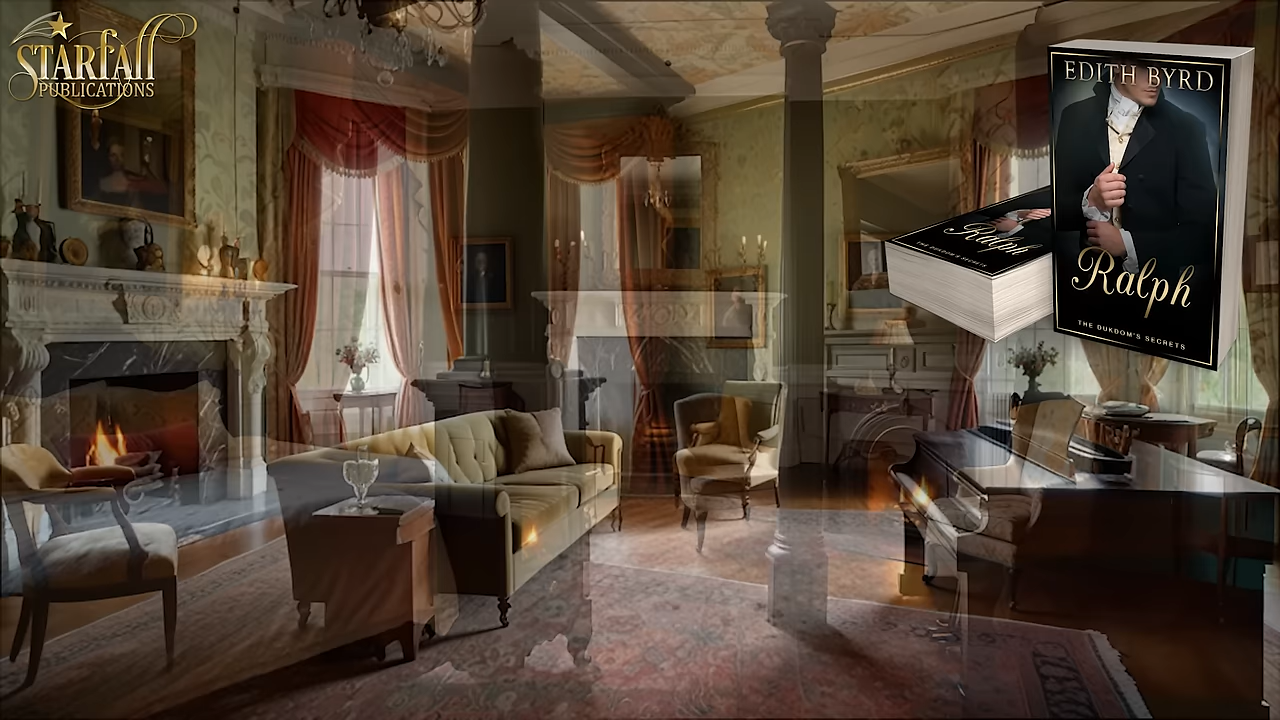 STARfall
PUBLICATIONS
EDITH BYRD
Ralph
THE DUKDOM'S SECRETS
Ralph
THE DUKDOM'S SECRETS